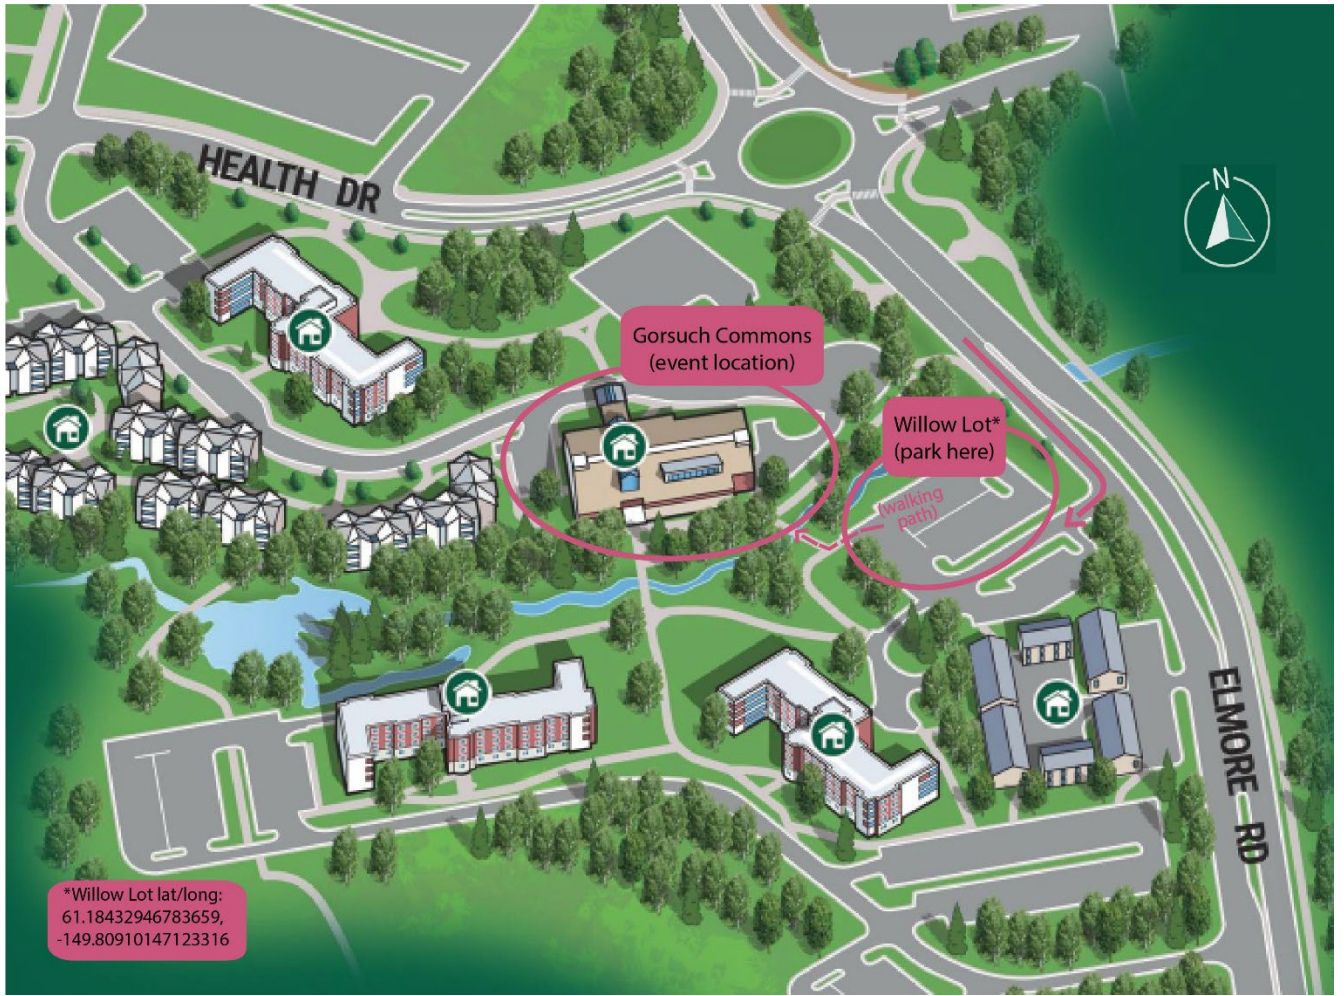 HEALTH DR
N
Gorsuch Commons
(event location)
Willow Lot*
(park here)
(walking
path)
ELMORE RD
*Willow Lot lat/long:
61.18432946783659,
-149.80910147123316